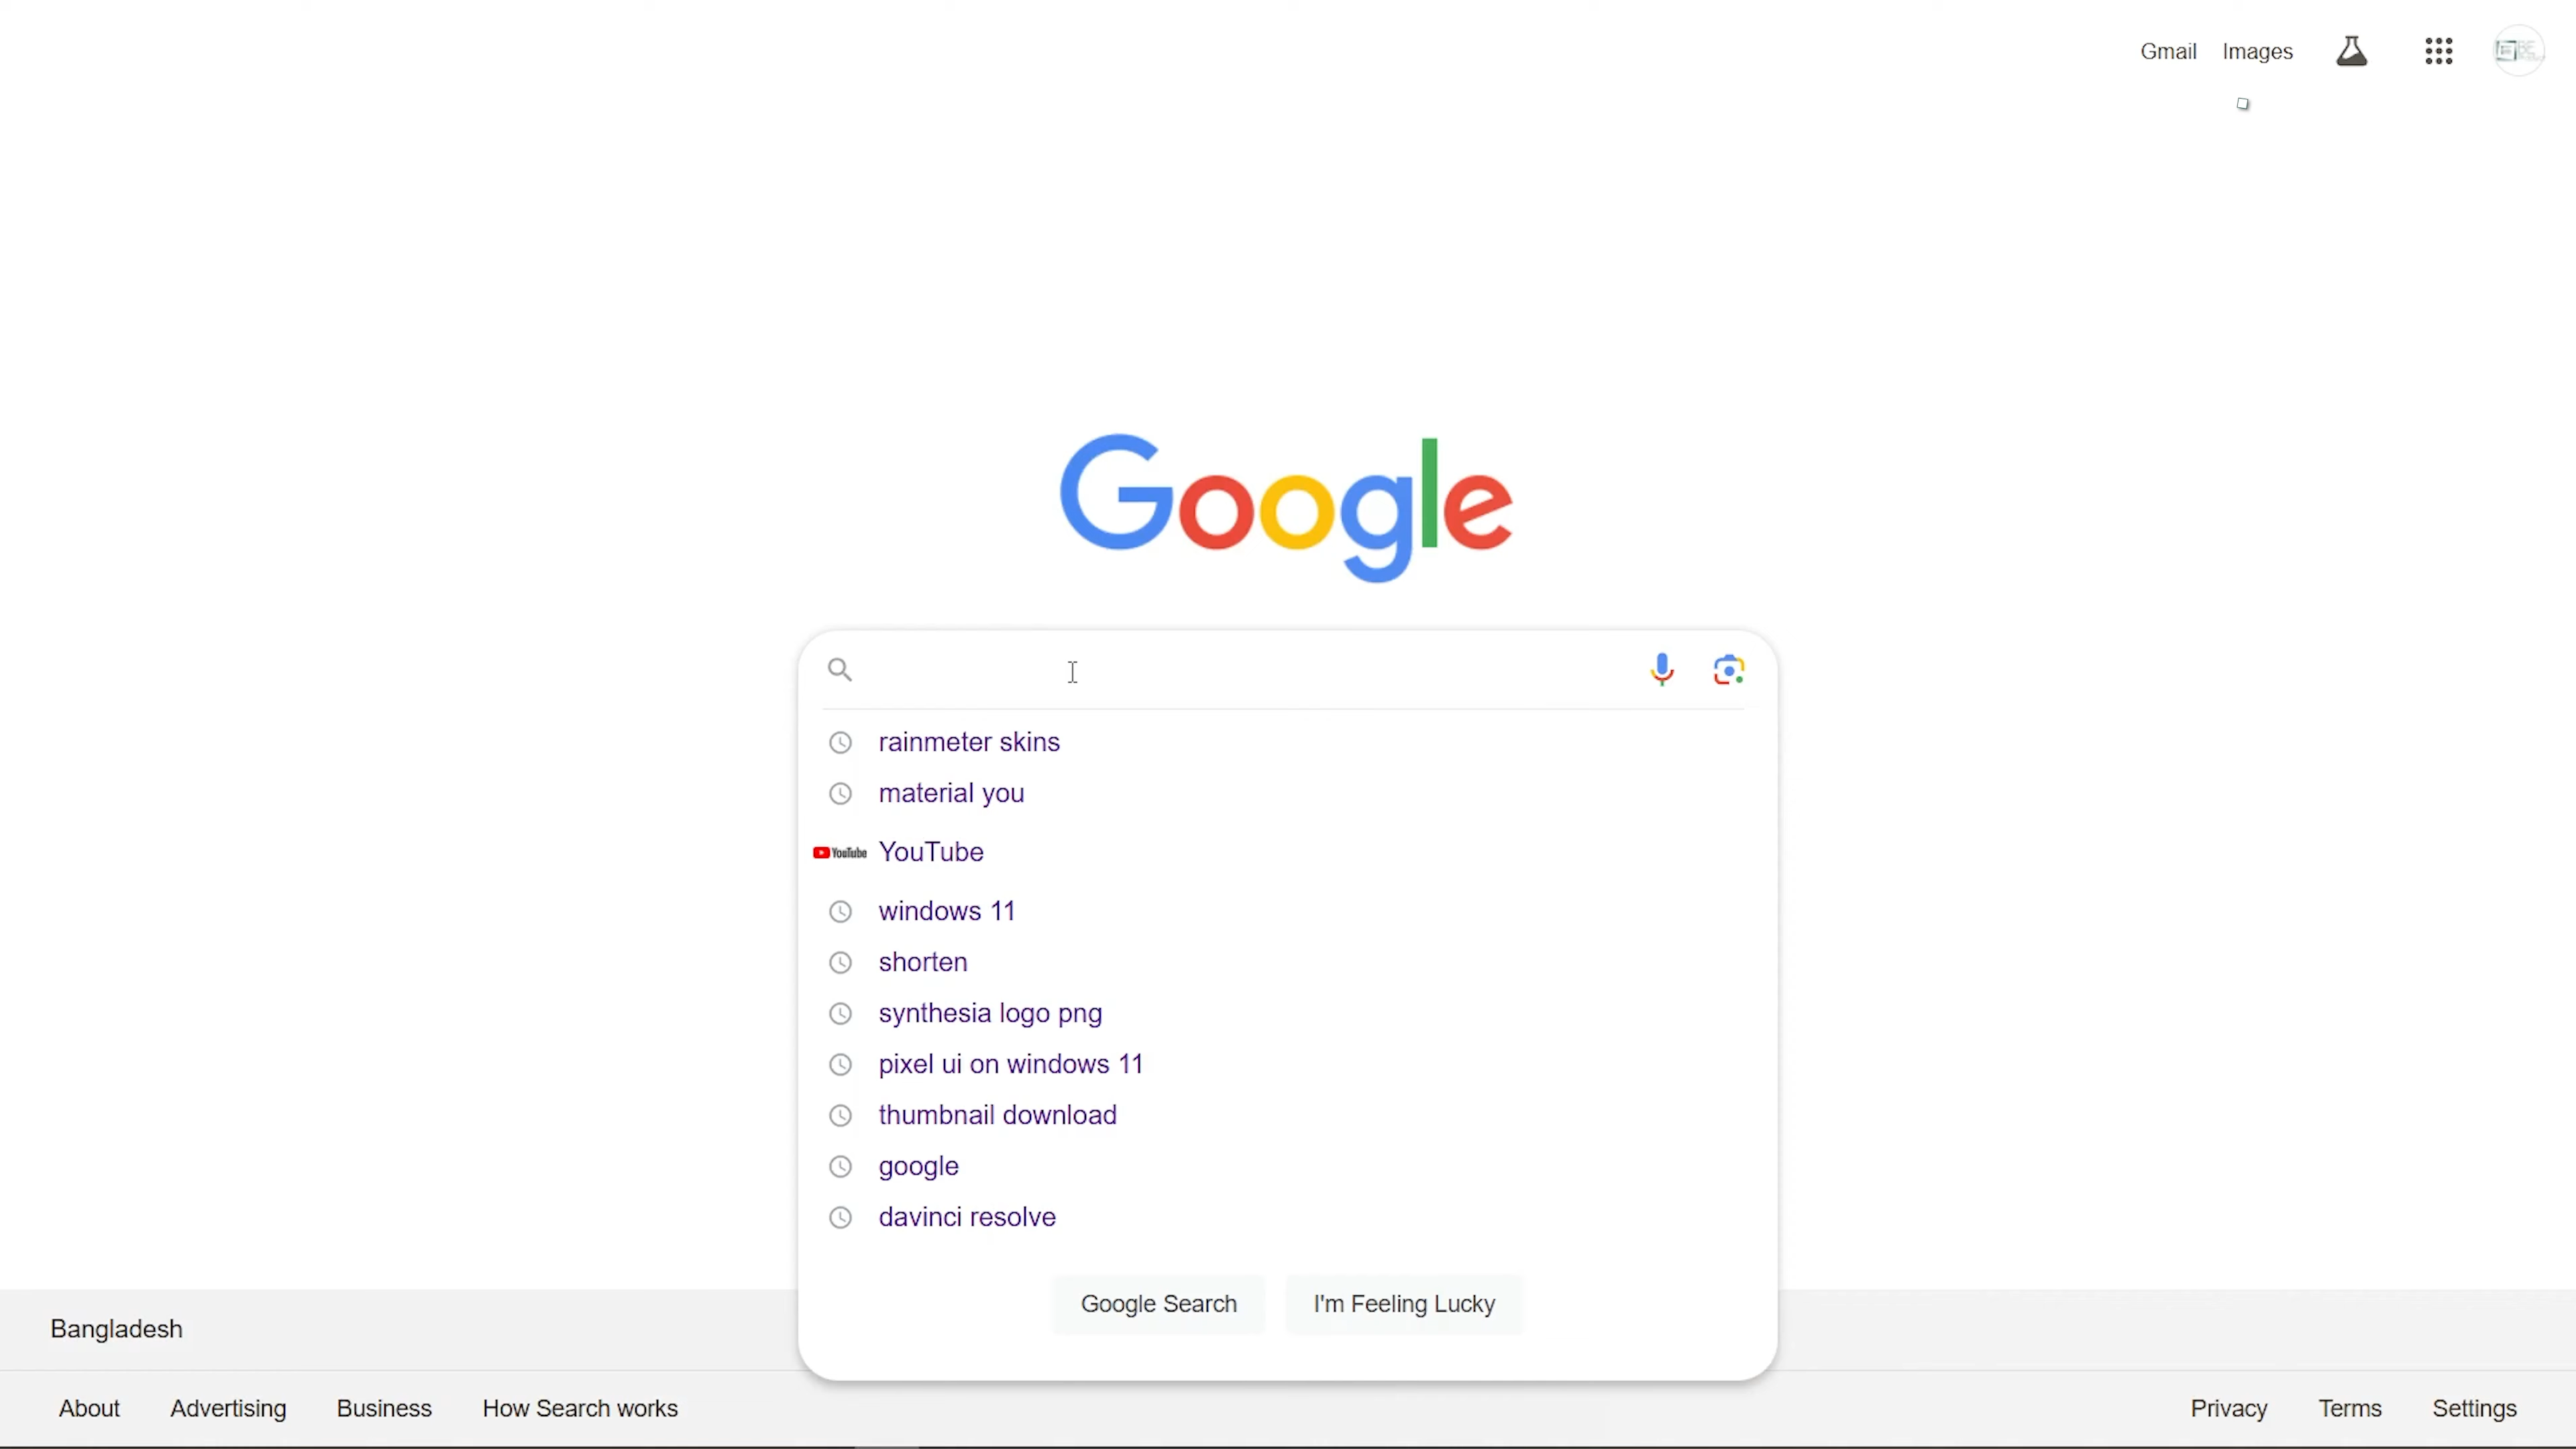 Gmail Images
Google
rainmeter skins
material you
YouTube YouTube
windows 11
shorten
synthesia logo png
pixel ui on windows 11
thumbnail download
google
davinci resolve
Google Search I'm Feeling Lucky
Bangladesh
About Advertising Business How Search works Privacy Terms Settings